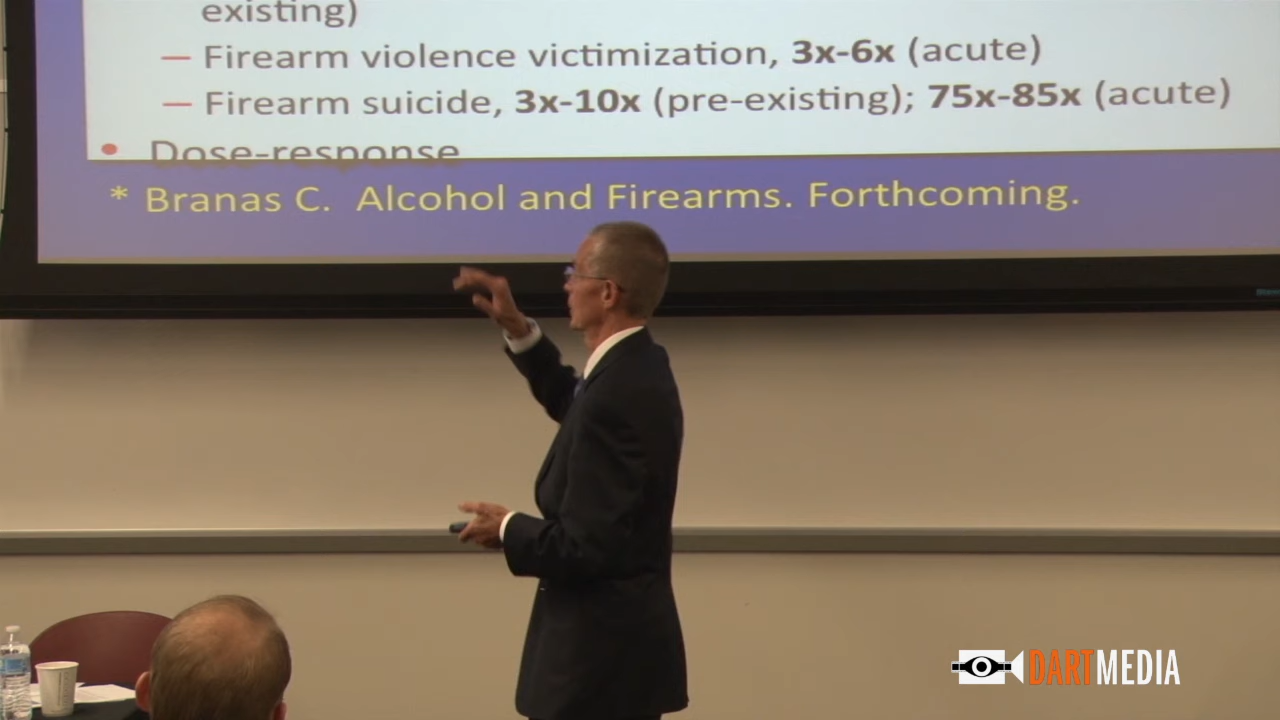 existing)
— Firearm violence victimization, 3x-6x (acute)
— Firearm suicide, 3x-10x (pre-existing); 75x-85x (acute)
• Dose-response
* Branas C. Alcohol and Firearms. Forthcoming.
DARTMEDIA